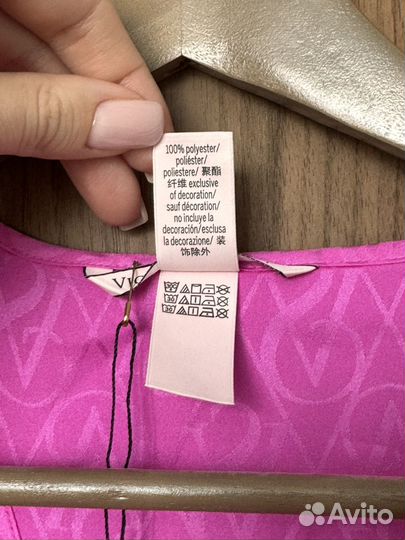 100% polyester/
poliéster/
poliestere/ 聚酯
纤维 exclusive
of decoration/
sauf décoration/
no incluye la
decoración/esclusa
la decorazione/ 装
饰除外
Avito